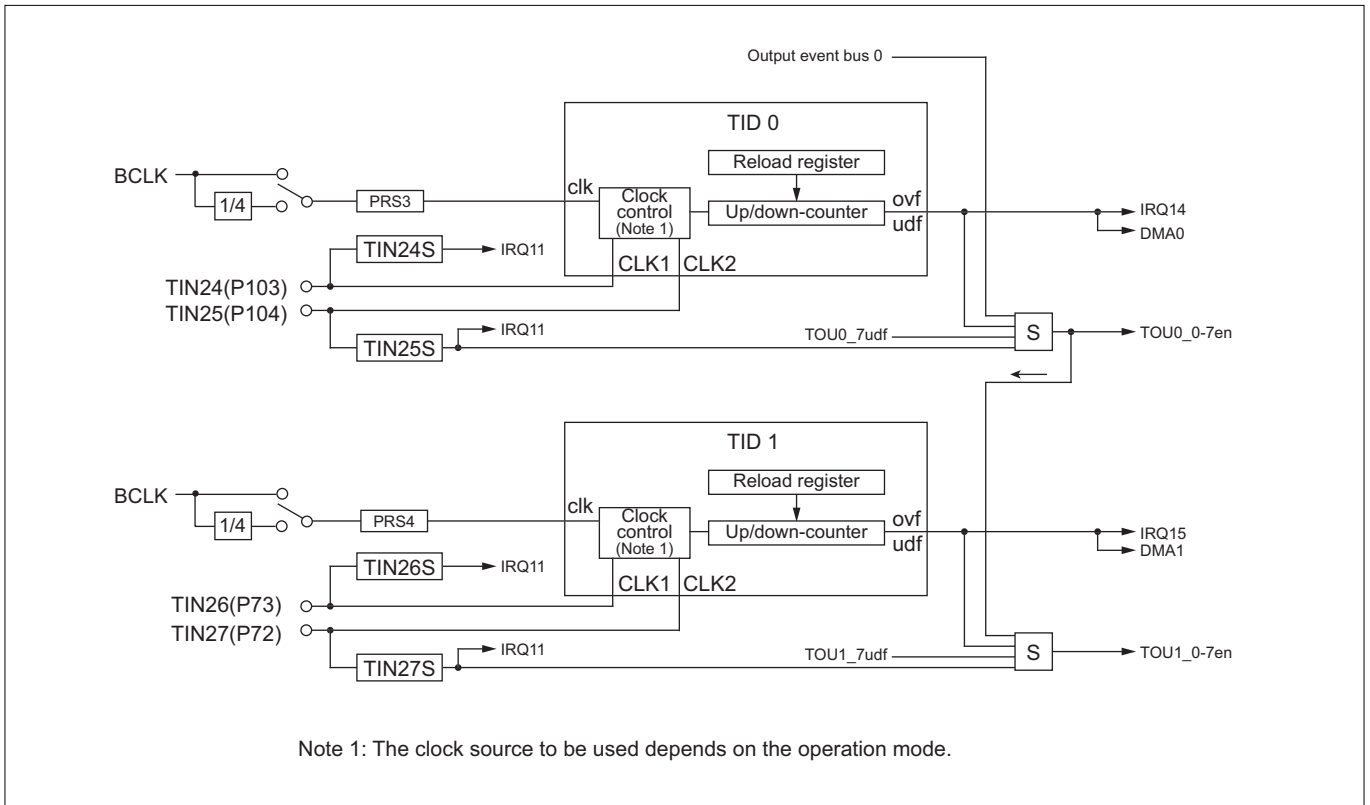 Output event bus 0
TID 0
Reload register
BCLK
clk
ovf
1/4
PRS3
Clock
control
(Note 1)
Up/down-counter
udf
IRQ14
DMA0
TIN24S
IRQ11
CLK1
CLK2
TIN24(P103)
TIN25(P104)
IRQ11
TIN25S
TOU0_7udf
S
TOU0_0-7en
TID 1
Reload register
BCLK
clk
ovf
1/4
PRS4
Clock
control
(Note 1)
Up/down-counter
udf
IRQ15
DMA1
TIN26S
IRQ11
CLK1
CLK2
TIN26(P73)
TIN27(P72)
IRQ11
TIN27S
TOU1_7udf
S
TOU1_0-7en
Note 1: The clock source to be used depends on the operation mode.